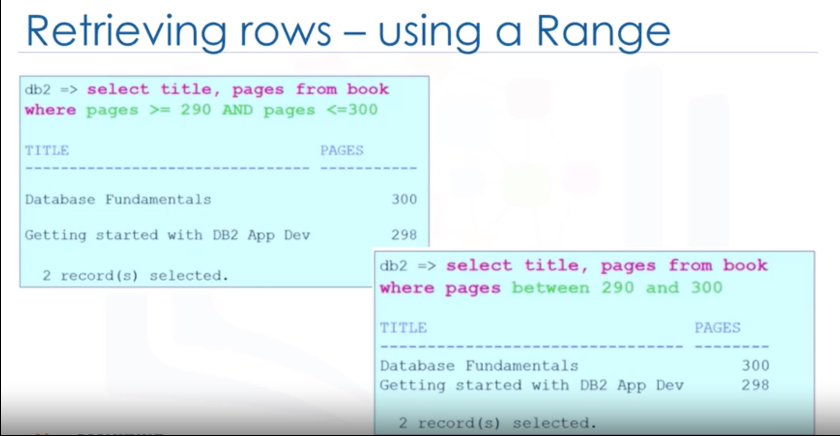 Retrieving rows – using a Range
db2 => select title, pages from book
where pages >= 290 AND pages <=300
TITLE PAGES
-------------------------------- -----------
Database Fundamentals 300
Getting started with DB2 App Dev 298
2 record(s) selected.
db2 => select title, pages from book
where pages between 290 and 300
TITLE PAGES
-------------------------------- --------
Database Fundamentals 300
Getting started with DB2 App Dev 298
2 record(s) selected.